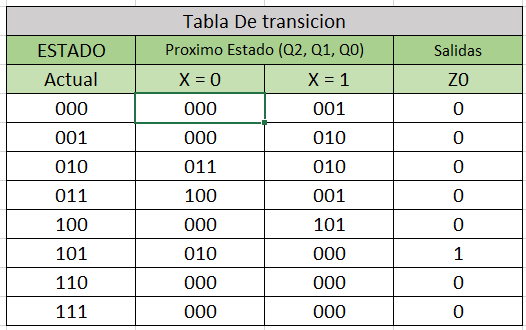 Tabla De transicion
ESTADO Proximo Estado (Q2, Q1, Q0) Salidas
Actual X = 0 X = 1 Z0
000 000 001 0
001 000 010 0
010 011 010 0
011 100 001 0
100 000 101 0
101 010 000 1
110 000 000 0
111 000 000 0